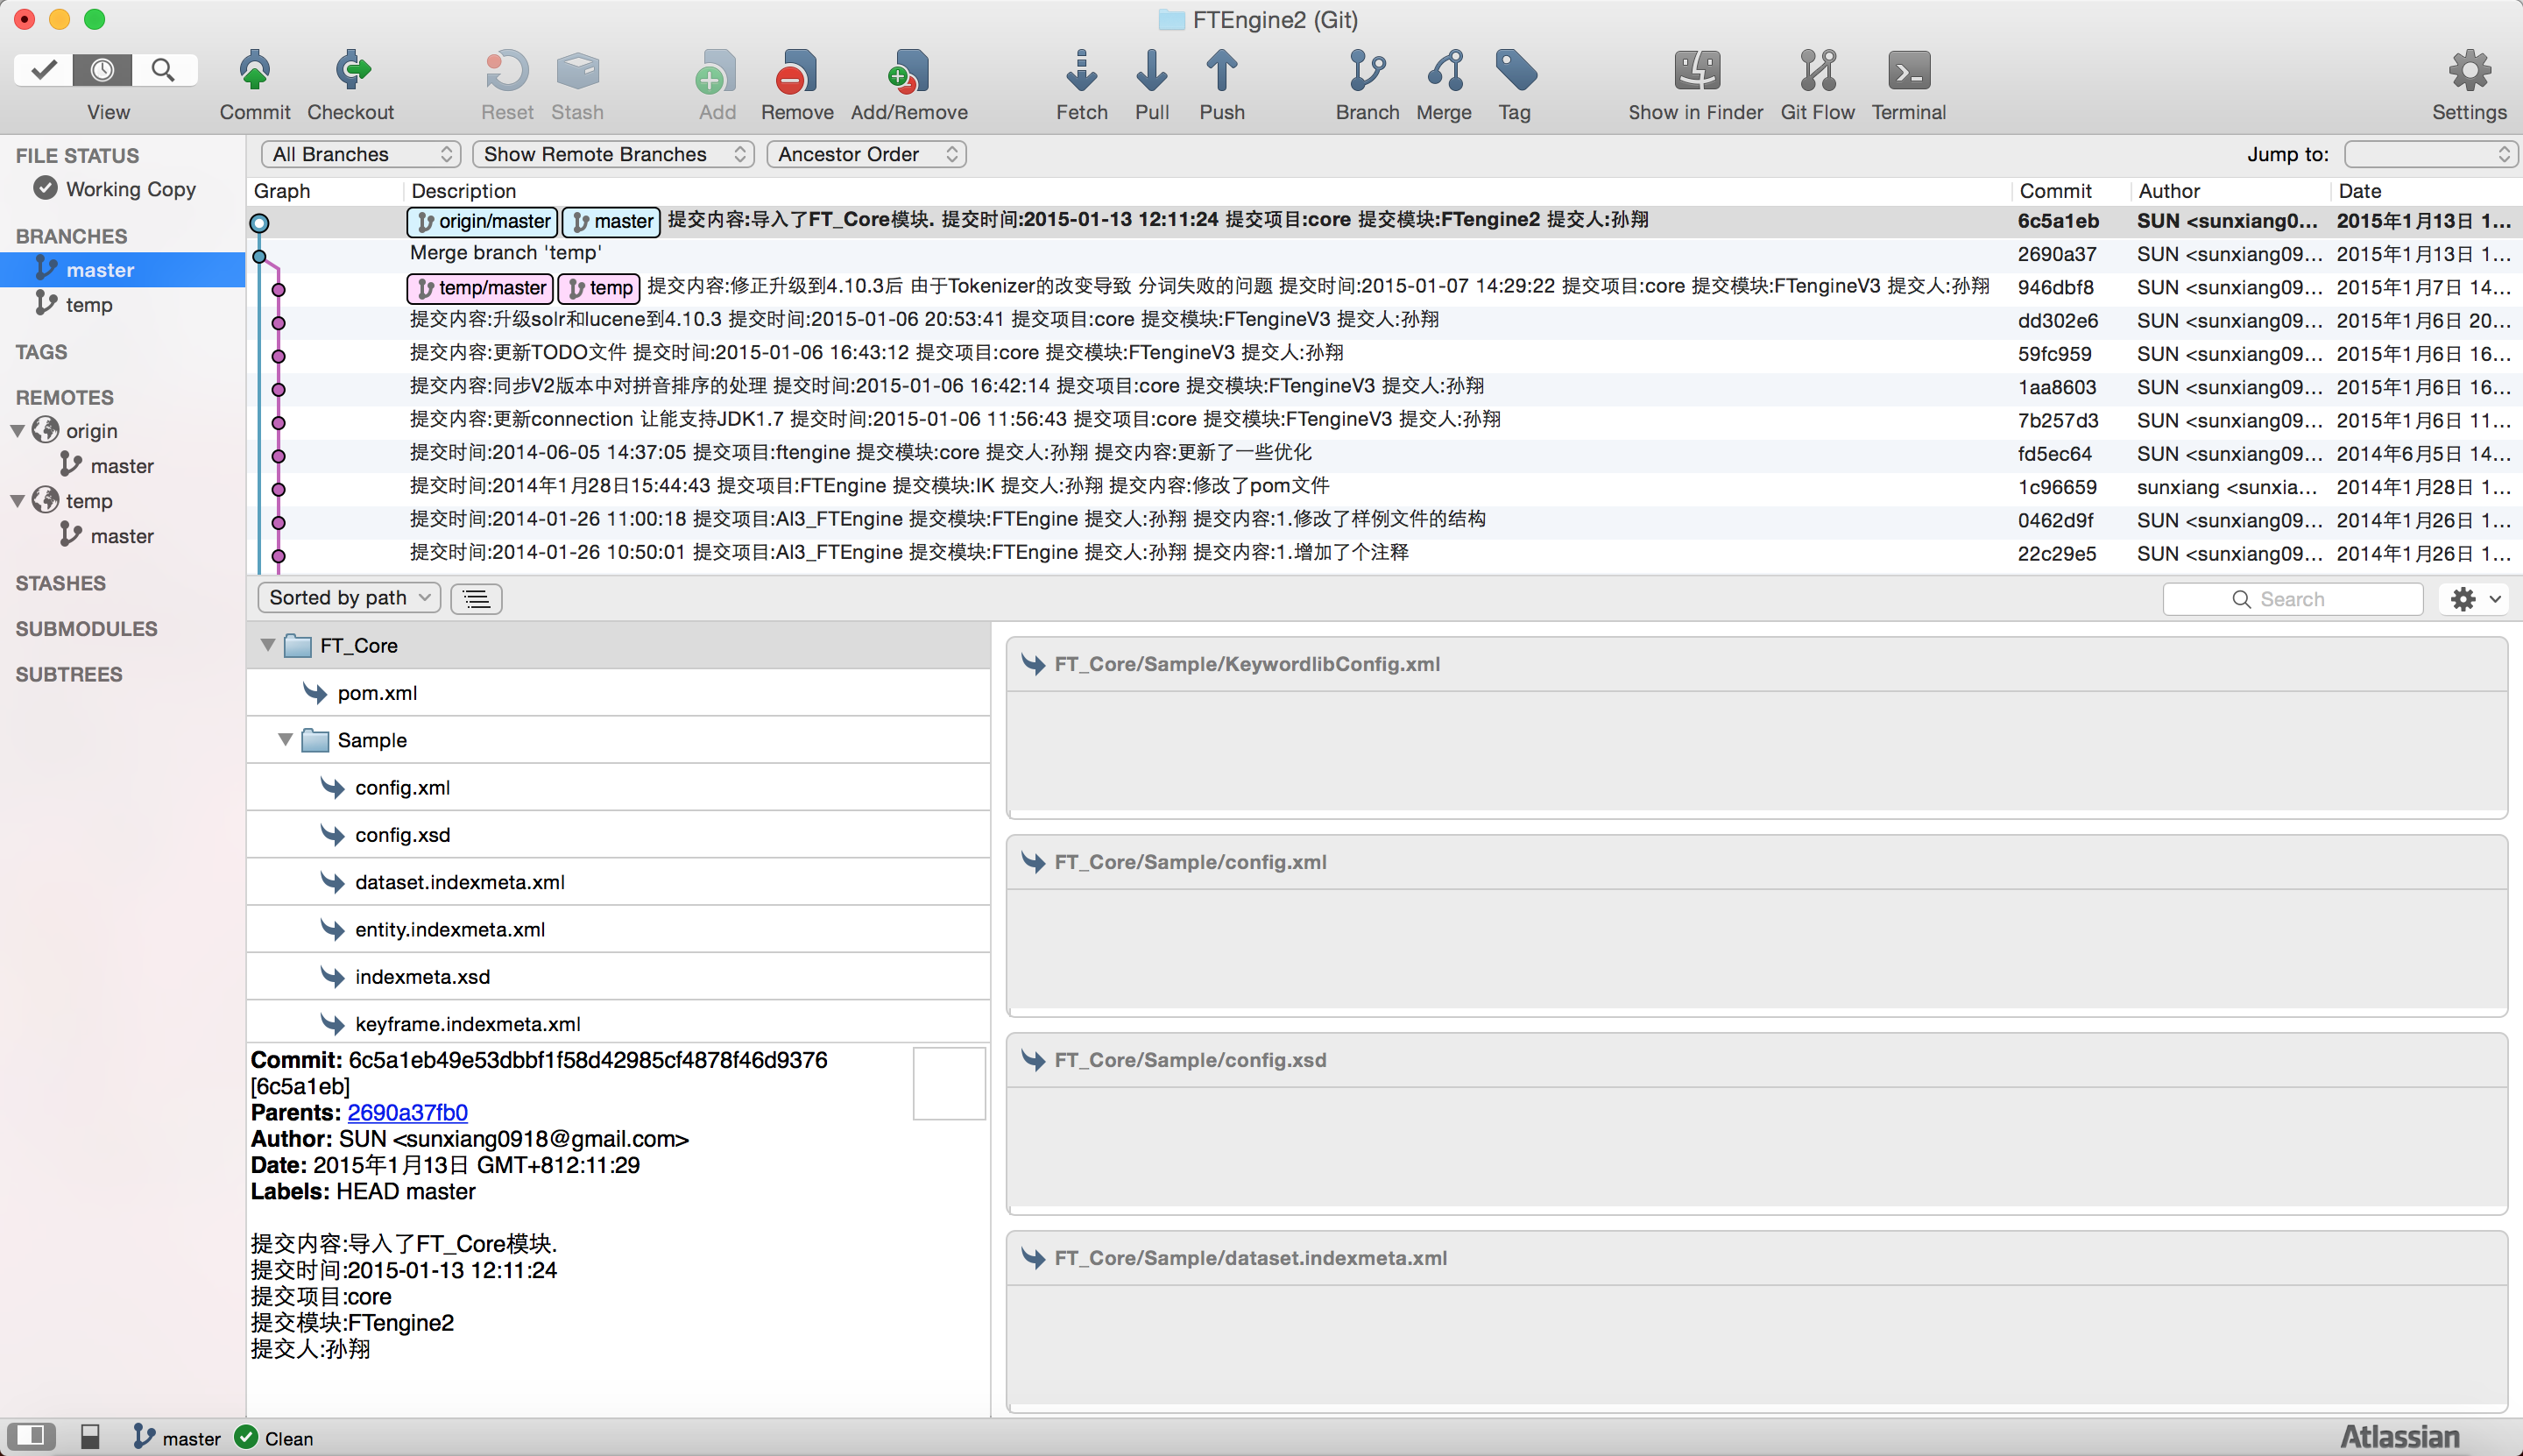 FTEngine2 (Git)
View Commit Checkout Reset Stash Add Remove Add/Remove Fetch Pull Push Branch Merge Tag Show in Finder Git Flow Terminal Settings
FILE STATUS
Working Copy
BRANCHES
master
temp
TAGS
REMOTES
origin
master
temp
master
STASHES
SUBMODULES
SUBTREES
All Branches Show Remote Branches Ancestor Order Jump to:
Graph Description Commit Author Date
origin/master master 提交内容:导入了FT_Core模块. 提交时间:2015-01-13 12:11:24 提交项目:core 提交模块:FTengine2 提交人:孙翔 6c5a1eb SUN <sunxiang0... 2015年1月13日 1...
Merge branch 'temp' 2690a37 SUN <sunxiang09... 2015年1月13日 1...
temp/master temp 提交内容:修正升级到4.10.3后 由于Tokenizer的改变导致 分词失败的问题 提交时间:2015-01-07 14:29:22 提交项目:core 提交模块:FTengineV3 提交人:孙翔 946dbf8 SUN <sunxiang09... 2015年1月7日 14...
提交内容:升级solr和lucene到4.10.3 提交时间:2015-01-06 20:53:41 提交项目:core 提交模块:FTengineV3 提交人:孙翔 dd302e6 SUN <sunxiang09... 2015年1月6日 20...
提交内容:更新TODO文件 提交时间:2015-01-06 16:43:12 提交项目:core 提交模块:FTengineV3 提交人:孙翔 59fc959 SUN <sunxiang09... 2015年1月6日 16...
提交内容:同步V2版本中对拼音排序的处理 提交时间:2015-01-06 16:42:14 提交项目:core 提交模块:FTengineV3 提交人:孙翔 1aa8603 SUN <sunxiang09... 2015年1月6日 16...
提交内容:更新connection 让能支持JDK1.7 提交时间:2015-01-06 11:56:43 提交项目:core 提交模块:FTengineV3 提交人:孙翔 7b257d3 SUN <sunxiang09... 2015年1月6日 11...
提交时间:2014-06-05 14:37:05 提交项目:ftengine 提交模块:core 提交人:孙翔 提交内容:更新了一些优化 fd5ec64 SUN <sunxiang09... 2014年6月5日 14...
提交时间:2014年1月28日15:44:43 提交项目:FTEngine 提交模块:IK 提交人:孙翔 提交内容:修改了pom文件 1c96659 sunxiang <sunxia... 2014年1月28日 1...
提交时间:2014-01-26 11:00:18 提交项目:AI3_FTEngine 提交模块:FTEngine 提交人:孙翔 提交内容:1.修改了样例文件的结构 0462d9f SUN <sunxiang09... 2014年1月26日 1...
提交时间:2014-01-26 10:50:01 提交项目:AI3_FTEngine 提交模块:FTEngine 提交人:孙翔 提交内容:1.增加了个注释 22c29e5 SUN <sunxiang09... 2014年1月26日 1...
Sorted by path Search
FT_Core
pom.xml
Sample
config.xml
config.xsd
dataset.indexmeta.xml
entity.indexmeta.xml
indexmeta.xsd
keyframe.indexmeta.xml
Commit: 6c5a1eb49e53dbbf1f58d42985cf4878f46d9376
[6c5a1eb]
Parents: 2690a37fb0
Author: SUN <sunxiang0918@gmail.com>
Date: 2015年1月13日 GMT+812:11:29
Labels: HEAD master
提交内容:导入了FT_Core模块.
提交时间:2015-01-13 12:11:24
提交项目:core
提交模块:FTengine2
提交人:孙翔
FT_Core/Sample/KeywordlibConfig.xml
FT_Core/Sample/config.xml
FT_Core/Sample/config.xsd
FT_Core/Sample/dataset.indexmeta.xml
master Clean Atlassian